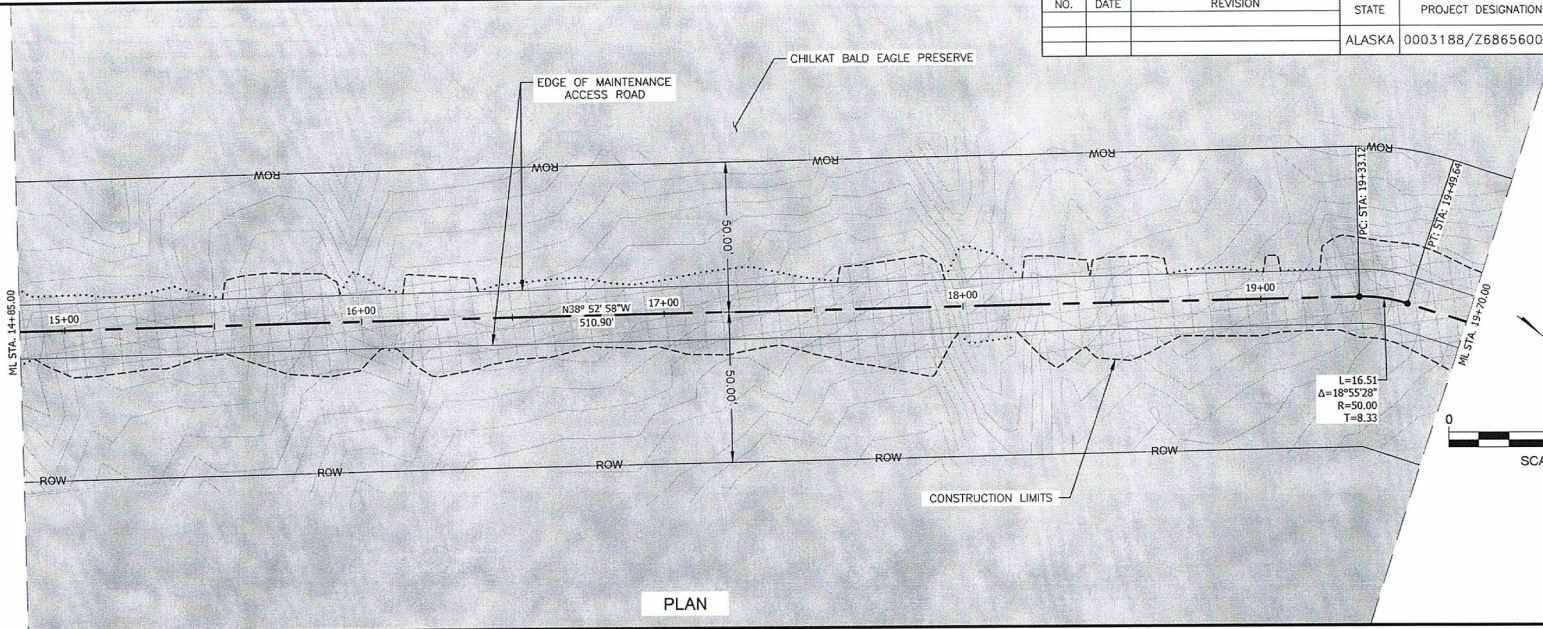 NO.
DATE
REVISION
STATE
PROJECT DESIGNATION
ALASKA
0003188/Z6865600
CHILKAT BALD EAGLE PRESERVE
EDGE OF MAINTENANCE
ACCESS ROAD
ROW
ROW
ROW
ROW
ROW
PC: STA: 19+33.12
PT: STA: 19+49.64
50.00'
ML STA. 14+85.00
15+00
16+00
N38° 52' 58"W
510.90'
17+00
18+00
19+00
ML STA. 19+70.00
50.00'
L=16.51
Δ=18°55'28"
R=50.00
T=8.33
0
SCA
ROW
ROW
ROW
ROW
ROW
CONSTRUCTION LIMITS
PLAN